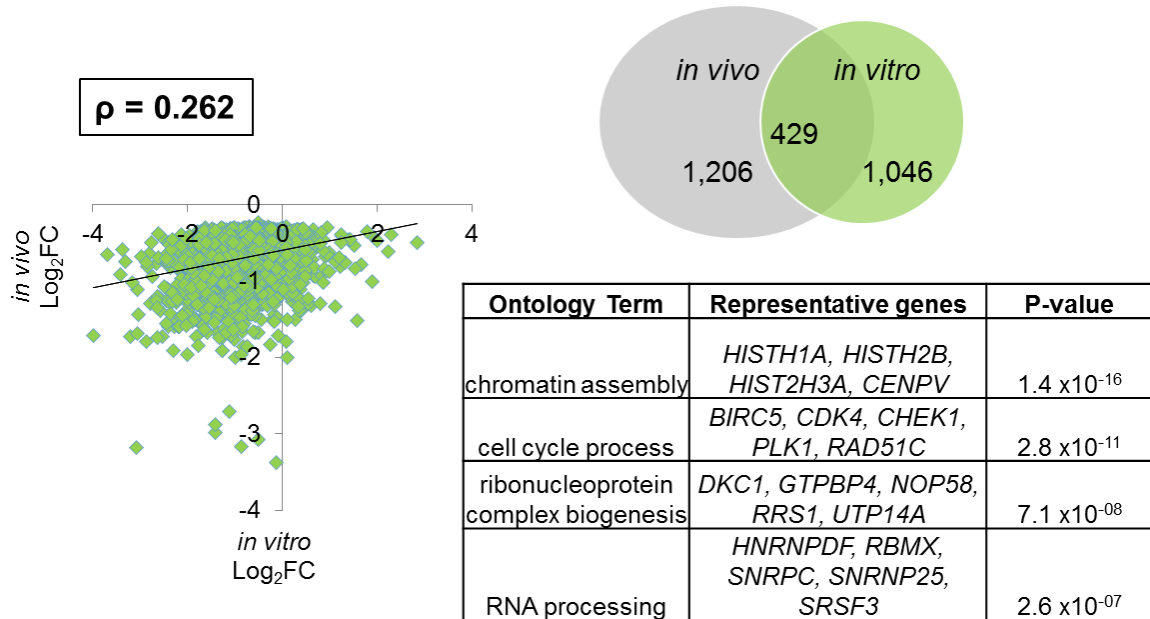 ρ = 0.262
in vivo
in vitro
429
1,206
1,046
0
-4
-2
0
2
4
-1
-2
-3
-4
in vivo
Log₂FC
in vitro
Log₂FC
Ontology Term
Representative genes
P-value
chromatin assembly
HISTH1A, HISTH2B,
HIST2H3A, CENPV
1.4 x10⁻¹⁶
cell cycle process
BIRC5, CDK4, CHEK1,
PLK1, RAD51C
2.8 x10⁻¹¹
ribonucleoprotein
complex biogenesis
DKC1, GTPBP4, NOP58,
RRS1, UTP14A
7.1 x10⁻⁰⁸
RNA processing
HNRNPDF, RBMX,
SNRPC, SNRNP25,
SRSF3
2.6 x10⁻⁰⁷